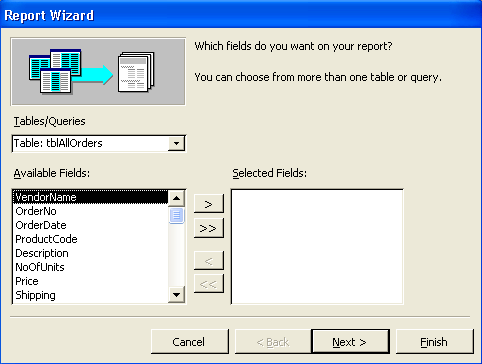 Report Wizard
Which fields do you want on your report?
You can choose from more than one table or query.
Tables/Queries
Table: tblAllOrders
Available Fields:
Selected Fields:
VendorName
OrderNo
OrderDate
ProductCode
Description
NoOfUnits
Price
Shipping
>
>>
<
<<
Cancel
< Back
Next >
Finish